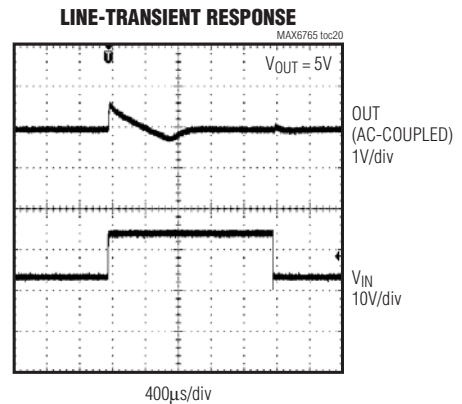 LINE-TRANSIENT RESPONSE
MAX6765 toc20
T
VOUT = 5V
OUT
(AC-COUPLED)
1V/div
VIN
10V/div
400µs/div